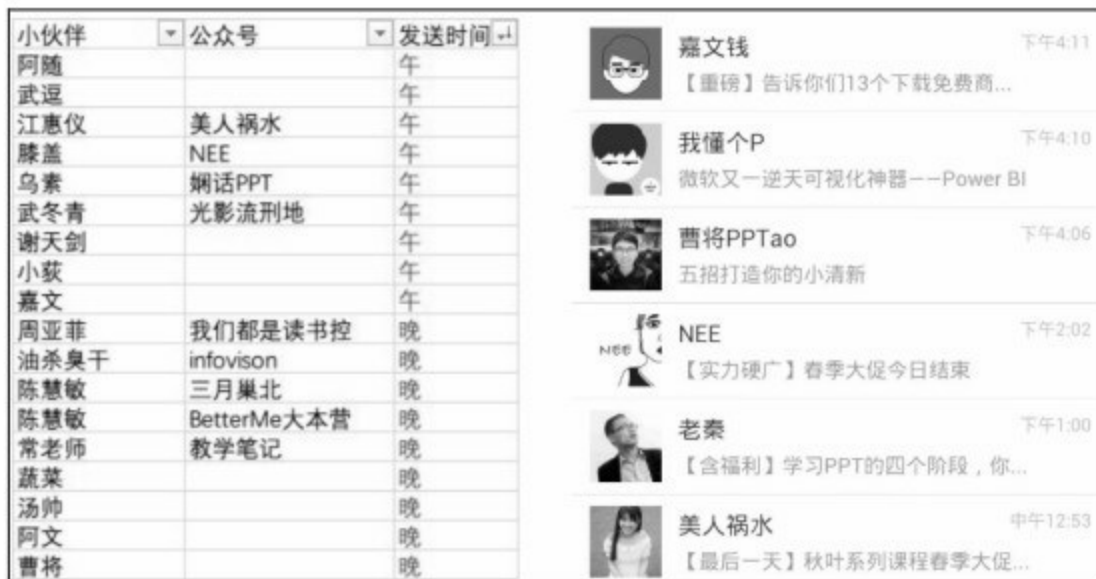 小伙伴 公众号 发送时间
阿随 午
武逗 午
江惠仪 美人祸水 午
膝盖 NEE 午
乌素 娴话PPT 午
武冬青 光影流刑地 午
谢天剑 午
小荻 午
嘉文 午
周亚菲 我们都是读书控 晚
油杀臭干 infovison 晚
陈慧敏 三月巢北 晚
陈慧敏 BetterMe大本营 晚
常老师 教学笔记 晚
蔬菜 晚
汤帅 晚
阿文 晚
曹将 晚
嘉文钱 下午4:11
【重磅】告诉你们13个下载免费商...
我懂个P 下午4:10
微软又一逆天可视化神器——Power BI
曹将PPTao 下午4:06
五招打造你的小清新
NEE
NEE 下午2:02
【实力硬广】春季大促今日结束
老秦 下午1:00
【含福利】学习PPT的四个阶段，你...
美人祸水 中午12:53
【最后一天】秋叶系列课程春季大促...